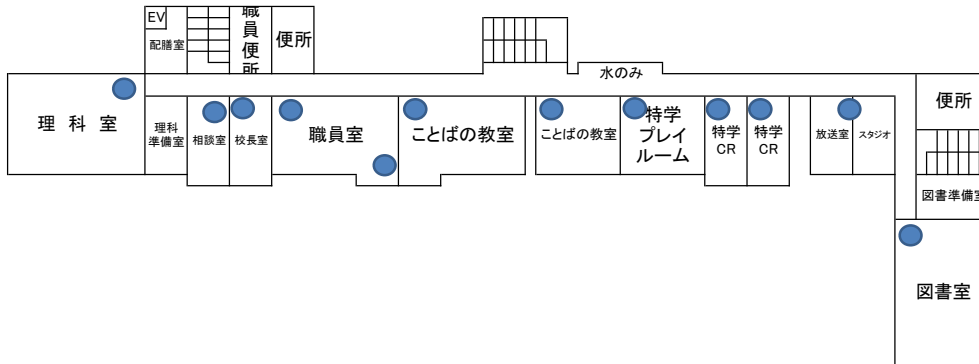 EV
配膳室
職員便所
便所
水のみ
理科室
理科
準備室
相談室
校長室
職員室
ことばの教室
ことばの教室
特学
プレイ
ルーム
特学
CR
特学
CR
放送室
スタジオ
便所
図書準備室
図書室